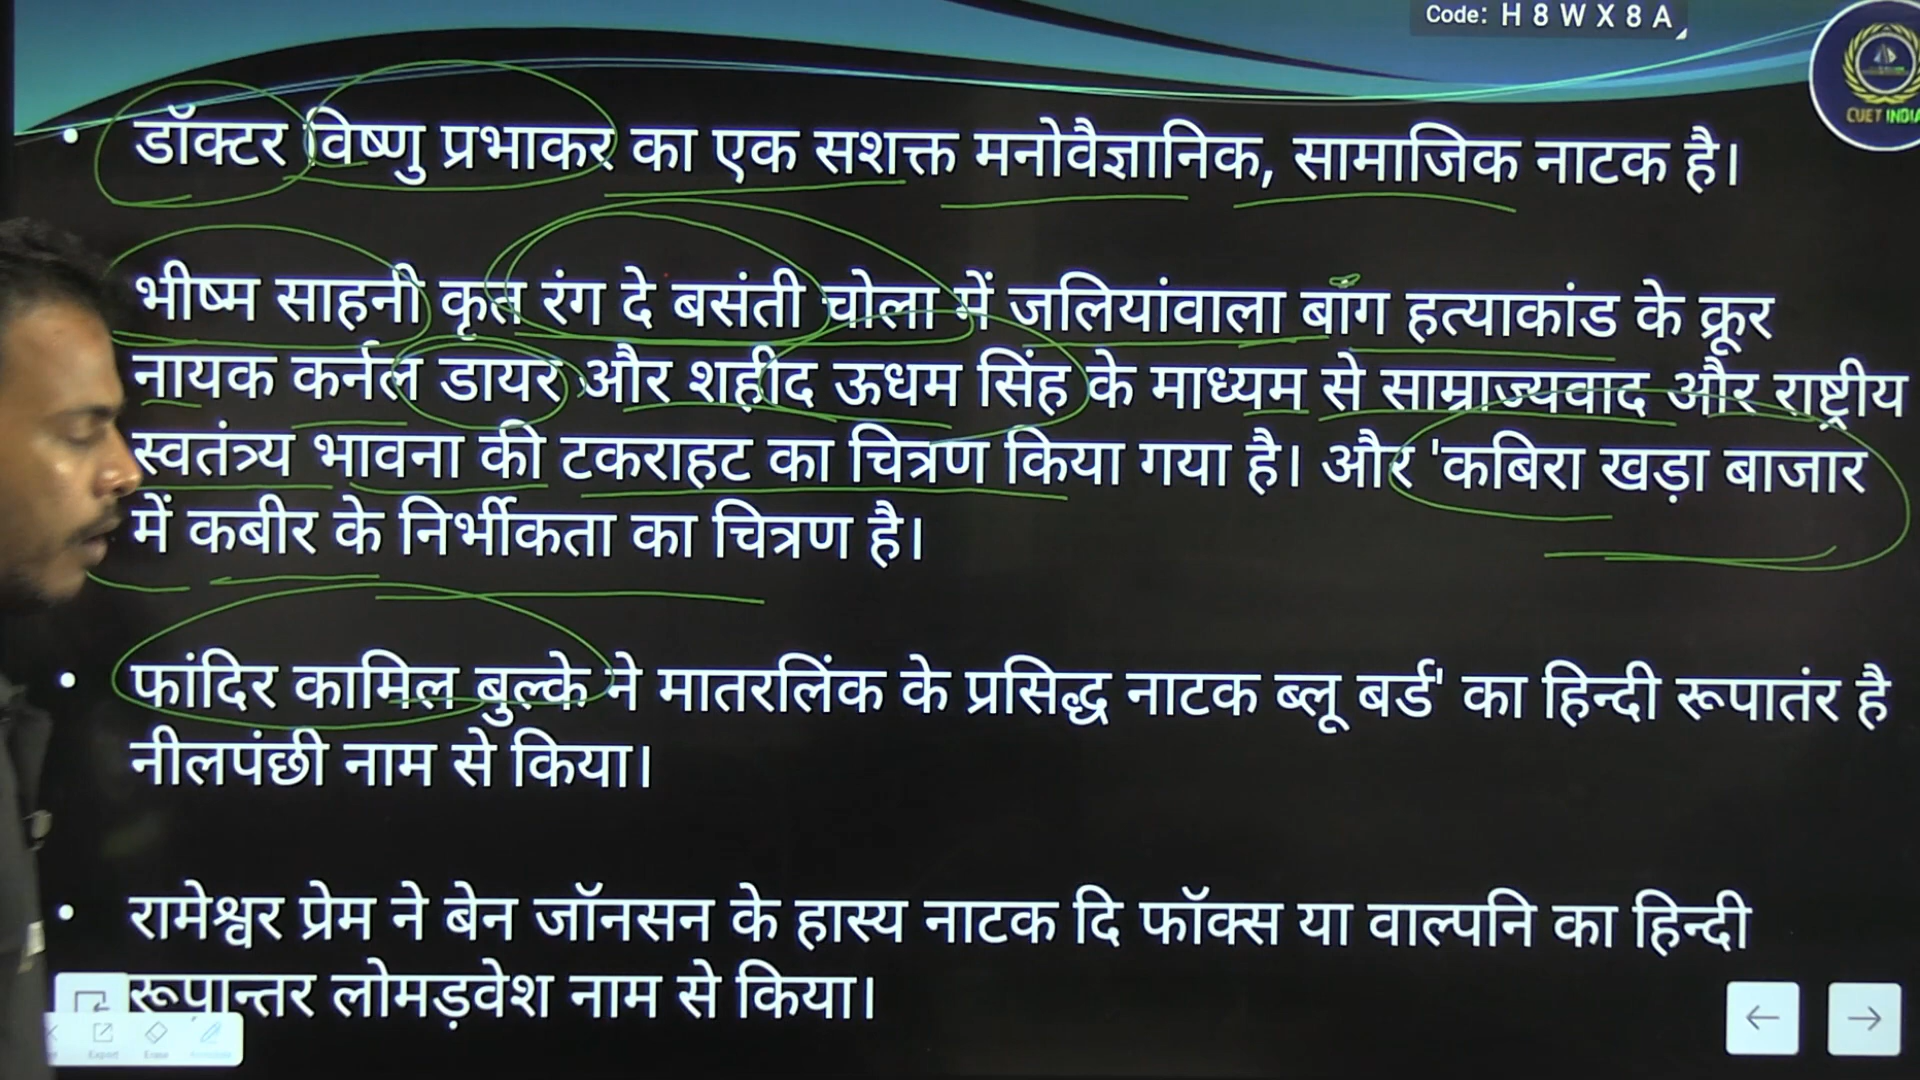 Code: H 8 W X 8 A
CUET INDIA
• डॉक्टर विष्णु प्रभाकर का एक सशक्त मनोवैज्ञानिक, सामाजिक नाटक है।
भीष्म साहनी कृत रंग दे बसंती चोला में जलियांवाला बाग हत्याकांड के क्रूर
नायक कर्नल डायर और शहीद ऊधम सिंह के माध्यम से साम्राज्यवाद और राष्ट्रीय
स्वतंत्र्य भावना की टकराहट का चित्रण किया गया है। और 'कबिरा खड़ा बाजार
में कबीर के निर्भीकता का चित्रण है।
• फांदिर कामिल बुल्के ने मातरलिंक के प्रसिद्ध नाटक ब्लू बर्ड' का हिन्दी रूपातंर है
नीलपंछी नाम से किया।
• रामेश्वर प्रेम ने बेन जॉनसन के हास्य नाटक दि फॉक्स या वाल्पनि का हिन्दी
रूपान्तर लोमड़वेश नाम से किया।
Export Erase